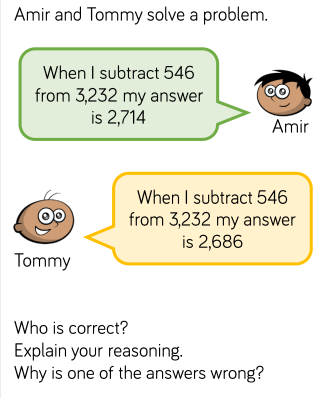 Amir and Tommy solve a problem.
When I subtract 546
from 3,232 my answer
is 2,714
Amir
When I subtract 546
from 3,232 my answer
is 2,686
Tommy
Who is correct?
Explain your reasoning.
Why is one of the answers wrong?